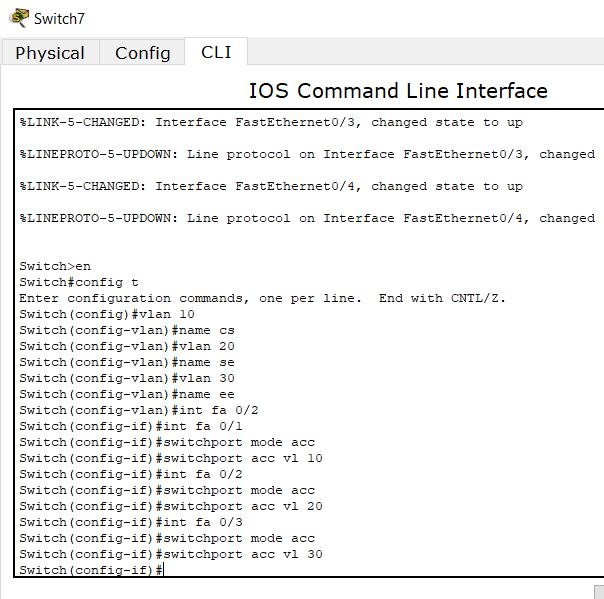 Switch7
Physical Config CLI
IOS Command Line Interface
%LINK-5-CHANGED: Interface FastEthernet0/3, changed state to up
%LINEPROTO-5-UPDOWN: Line protocol on Interface FastEthernet0/3, changed
%LINK-5-CHANGED: Interface FastEthernet0/4, changed state to up
%LINEPROTO-5-UPDOWN: Line protocol on Interface FastEthernet0/4, changed
Switch>en
Switch#config t
Enter configuration commands, one per line.  End with CNTL/Z.
Switch(config)#vlan 10
Switch(config-vlan)#name cs
Switch(config-vlan)#vlan 20
Switch(config-vlan)#name se
Switch(config-vlan)#vlan 30
Switch(config-vlan)#name ee
Switch(config-vlan)#int fa 0/2
Switch(config-if)#int fa 0/1
Switch(config-if)#switchport mode acc
Switch(config-if)#switchport acc vl 10
Switch(config-if)#int fa 0/2
Switch(config-if)#switchport mode acc
Switch(config-if)#switchport acc vl 20
Switch(config-if)#int fa 0/3
Switch(config-if)#switchport mode acc
Switch(config-if)#switchport acc vl 30
Switch(config-if)#